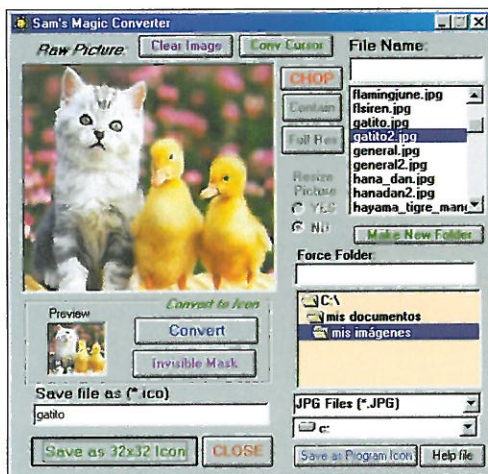 Sam's Magic Converter
Raw Picture:
Clear Image
Conv Cursor
File Name:
CHOP
Contain
Full Res
Resize
Picture
YES
NO
flamingjune.jpg
flsiren.jpg
gatito.jpg
gatito2.jpg
general.jpg
general2.jpg
hana_dan.jpg
hanadan2.jpg
Make New Folder
Force Folder:
C:\
mis documentos
mis imágenes
Convert to Icon
Preview
Convert
Invisible Mask
Save file as (*.ico)
gatito
JPG Files (*.JPG)
c:
Save as 32x32 Icon
CLOSE
Save as Program Icon
Help file